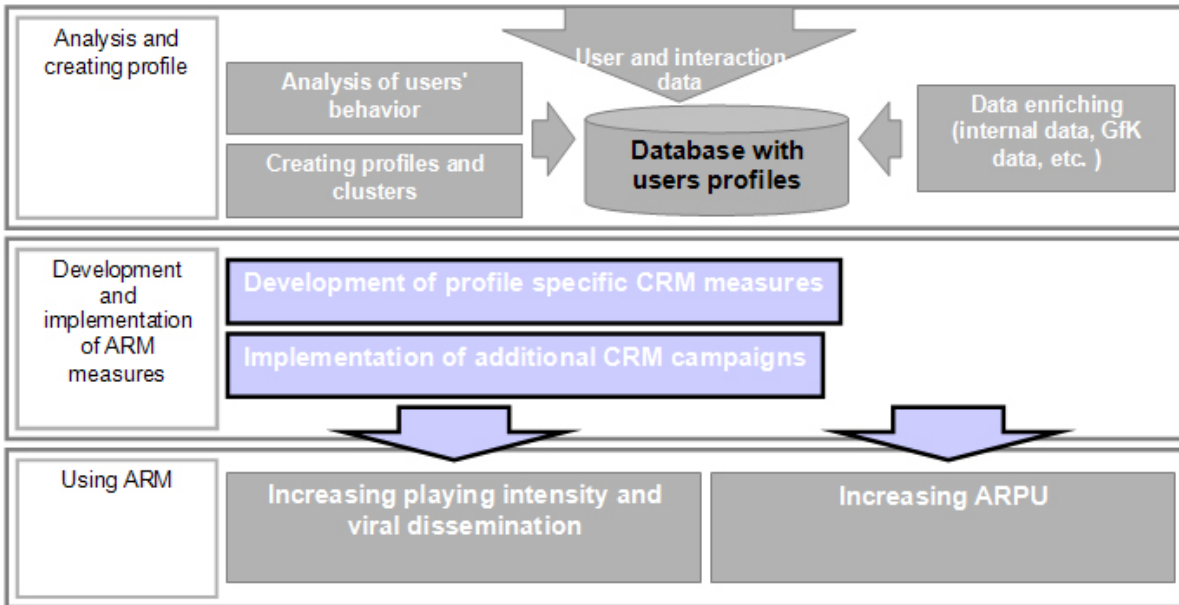 Analysis and
creating profile
User and interaction
data
Analysis of users'
behavior
Creating profiles and
clusters
Database with
users profiles
Data enriching
(internal data, GfK
data, etc. )
Development
and
implementation
of ARM
measures
Development of profile specific CRM measures
Implementation of additional CRM campaigns
Using ARM
Increasing playing intensity and
viral dissemination
Increasing ARPU